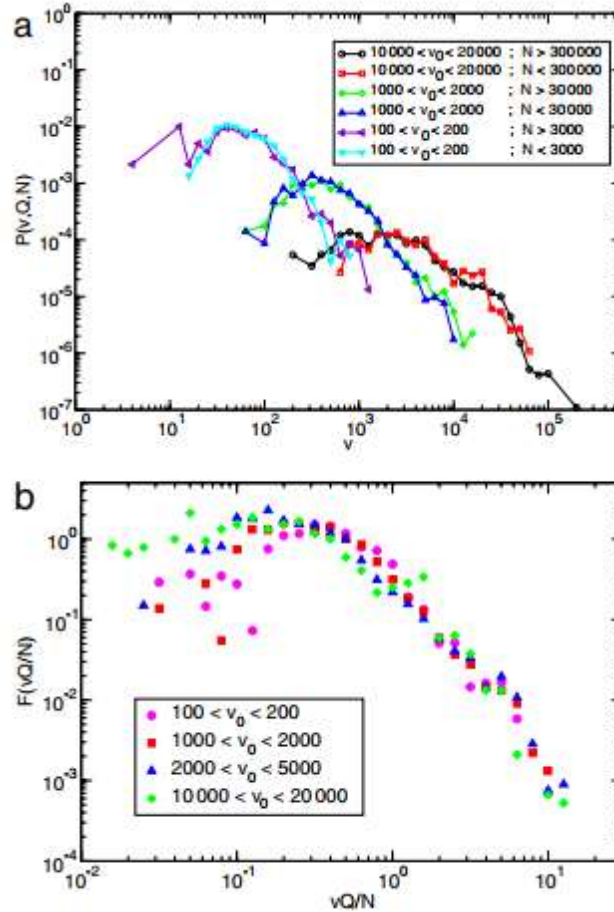 a
10000<v0<20000 ; N > 300000
10000<v0<20000 ; N < 300000
1000 < v0<2000 ; N > 30000
1000 < v0<2000 ; N < 30000
100 < v0<200 ; N > 3000
100 < v0<200 ; N < 3000
P(v,Q,N)
10^0
10^-1
10^-2
10^-3
10^-4
10^-5
10^-6
10^-7
10^0 10^1 10^2 10^3 10^4 10^5
v
b
F(vQ/N)
10^0
10^-1
10^-2
10^-3
10^-4
100 < v0 < 200
1000 < v0 < 2000
2000 < v0 < 5000
10000 < v0 < 20000
10^-2 10^-1 10^0 10^1
vQ/N